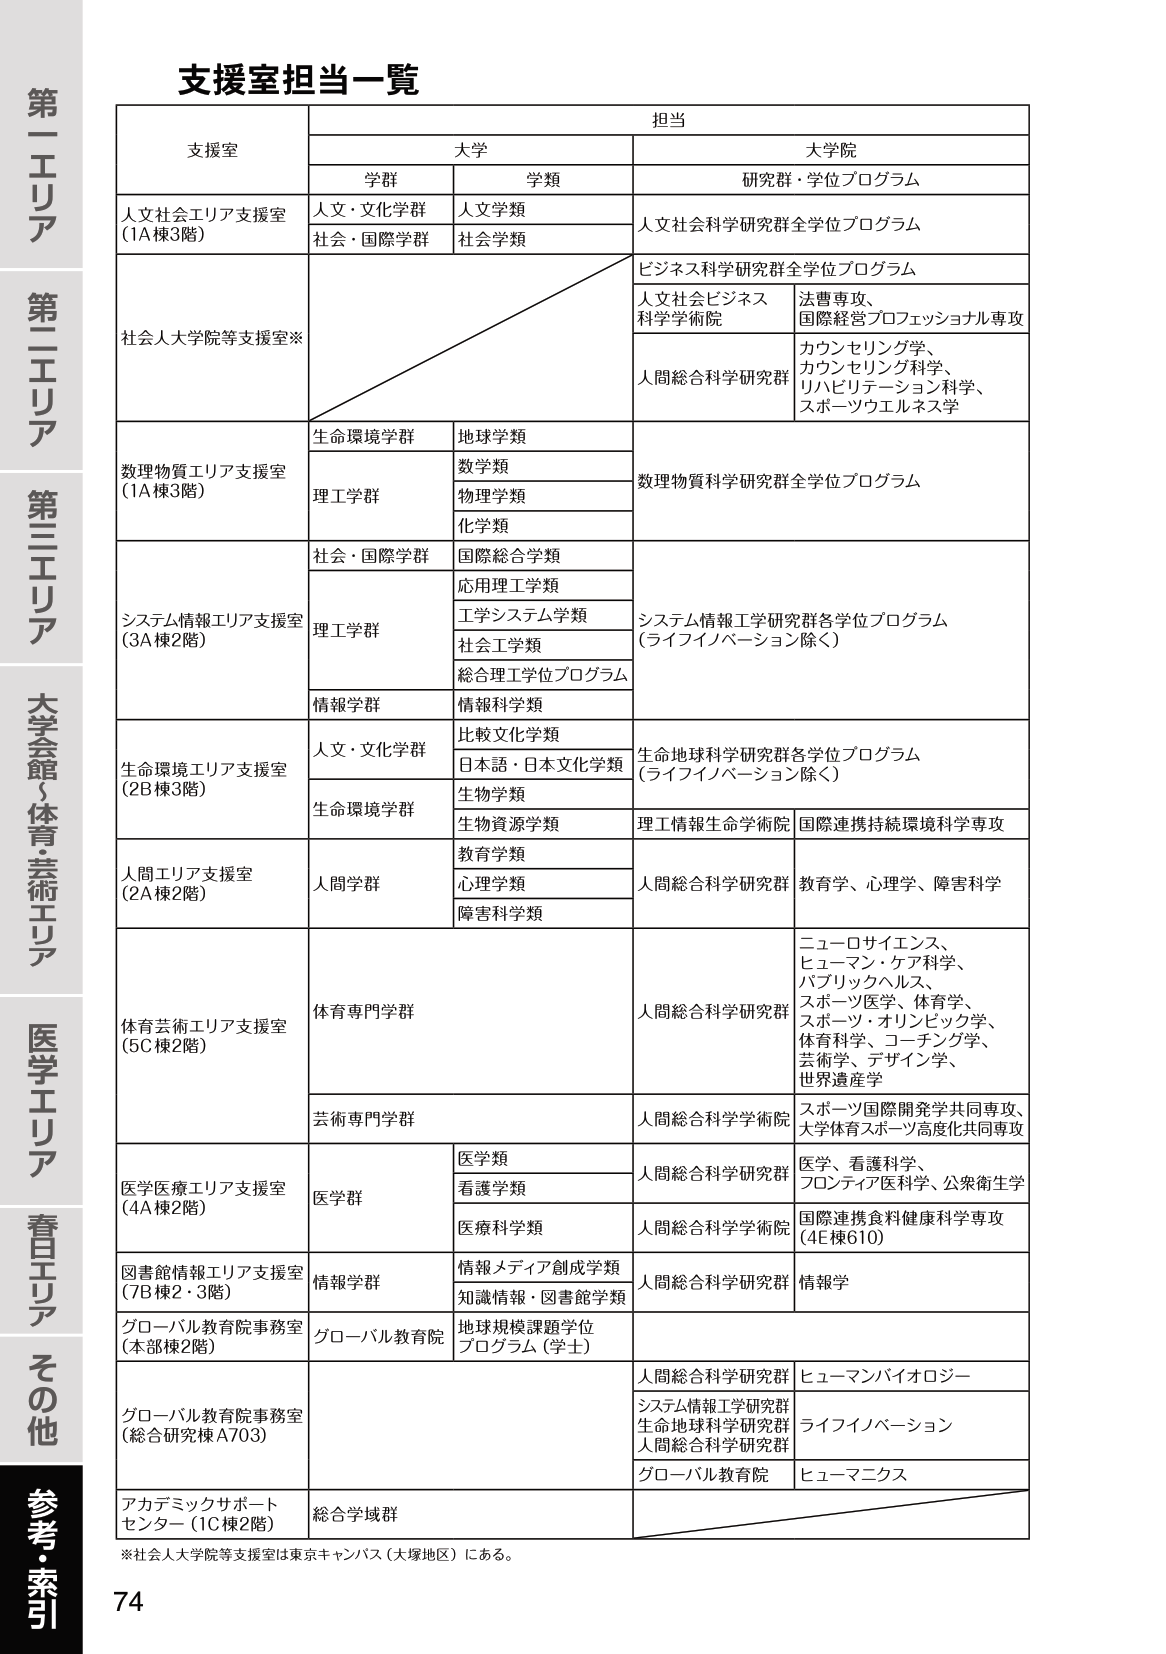 第一エリア
第二エリア
第三エリア
大学会館~体育・芸術エリア
医学エリア
春日エリア
その他
参考・索引
支援室担当一覧
支援室
担当
大学
大学院
学群
学類
研究群・学位プログラム
人文社会エリア支援室
(1A棟3階)
人文・文化学群
人文学類
社会・国際学群
社会学類
人文社会科学研究群全学位プログラム
社会人大学院等支援室※
ビジネス科学研究群全学位プログラム
人文社会ビジネス
科学学術院
法曹専攻、
国際経営プロフェッショナル専攻
人間総合科学研究群
カウンセリング学、
カウンセリング科学、
リハビリテーション科学、
スポーツウエルネス学
数理物質エリア支援室
(1A棟3階)
生命環境学群
地球学類
理工学群
数学類
物理学類
化学類
数理物質科学研究群全学位プログラム
システム情報エリア支援室
(3A棟2階)
社会・国際学群
国際総合学類
理工学群
応用理工学類
工学システム学類
社会工学類
総合理工学位プログラム
情報学群
情報科学類
システム情報工学研究群各学位プログラム
(ライフイノベーション除く)
生命環境エリア支援室
(2B棟3階)
人文・文化学群
比較文化学類
日本語・日本文化学類
生命環境学群
生物学類
生物資源学類
生命地球科学研究群各学位プログラム
(ライフイノベーション除く)
理工情報生命学術院
国際連携持続環境科学専攻
人間エリア支援室
(2A棟2階)
人間学群
教育学類
心理学類
障害科学類
人間総合科学研究群
教育学、心理学、障害科学
体育芸術エリア支援室
(5C棟2階)
体育専門学群
人間総合科学研究群
ニューロサイエンス、
ヒューマン・ケア科学、
パブリックヘルス、
スポーツ医学、体育学、
スポーツ・オリンピック学、
体育科学、コーチング学、
芸術学、デザイン学、
世界遺産学
芸術専門学群
人間総合科学学術院
スポーツ国際開発学共同専攻、
大学体育スポーツ高度化共同専攻
医学医療エリア支援室
(4A棟2階)
医学群
医学類
看護学類
医療科学類
人間総合科学研究群
医学、看護科学、
フロンティア医科学、公衆衛生学
人間総合科学学術院
国際連携食料健康科学専攻
(4E棟610)
図書館情報エリア支援室
(7B棟2・3階)
情報学群
情報メディア創成学類
知識情報・図書館学類
人間総合科学研究群
情報学
グローバル教育院事務室
(本部棟2階)
グローバル教育院
地球規模課題学位
プログラム(学士)
グローバル教育院事務室
(総合研究棟A703)
人間総合科学研究群
ヒューマンバイオロジー
システム情報工学研究群
生命地球科学研究群
人間総合科学研究群
ライフイノベーション
グローバル教育院
ヒューマニクス
アカデミックサポート
センター(1C棟2階)
総合学域群
※社会人大学院等支援室は東京キャンパス(大塚地区)にある。
74